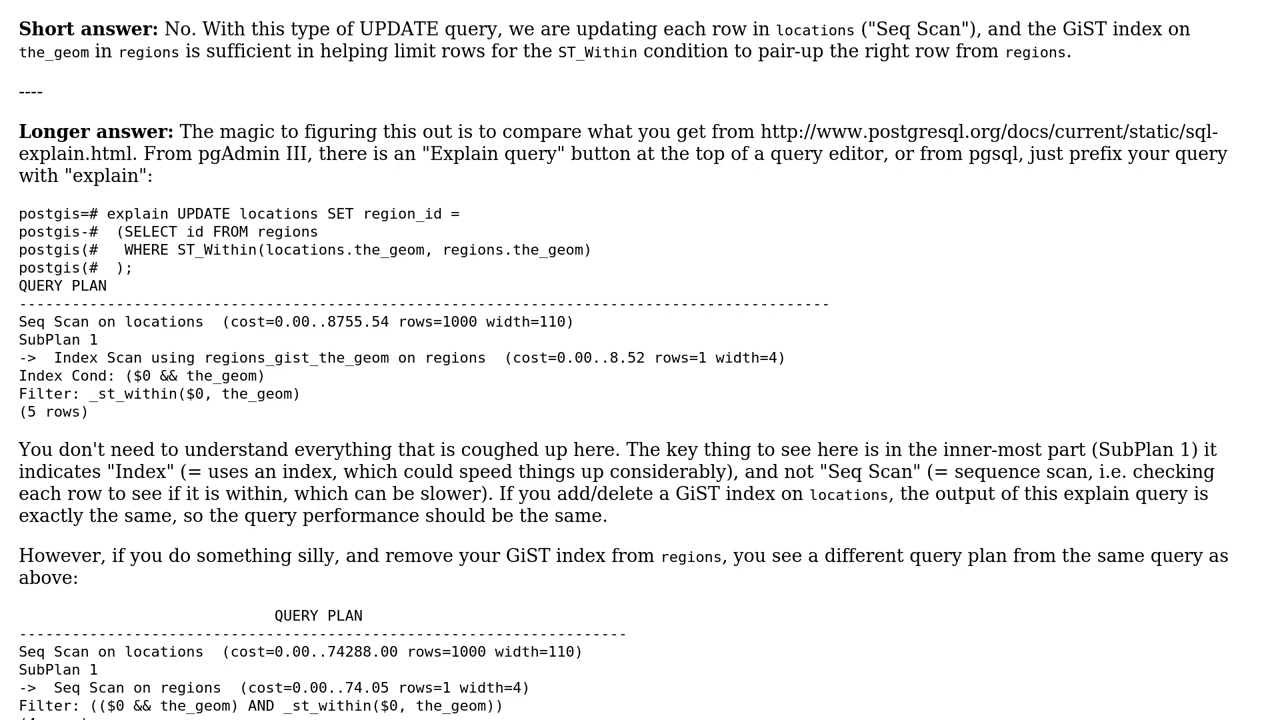 Short answer: No. With this type of UPDATE query, we are updating each row in locations ("Seq Scan"), and the GiST index on
the_geom in regions is sufficient in helping limit rows for the ST_Within condition to pair-up the right row from regions.
----
Longer answer: The magic to figuring this out is to compare what you get from http://www.postgresql.org/docs/current/static/sql-
explain.html. From pgAdmin III, there is an "Explain query" button at the top of a query editor, or from pgsql, just prefix your query
with "explain":
postgis=# explain UPDATE locations SET region_id =
postgis-#  (SELECT id FROM regions
postgis(#   WHERE ST_Within(locations.the_geom, regions.the_geom)
postgis(#  );
QUERY PLAN
--------------------------------------------------------------------------------------------
Seq Scan on locations  (cost=0.00..8755.54 rows=1000 width=110)
SubPlan 1
->  Index Scan using regions_gist_the_geom on regions  (cost=0.00..8.52 rows=1 width=4)
Index Cond: ($0 && the_geom)
Filter: _st_within($0, the_geom)
(5 rows)
You don't need to understand everything that is coughed up here. The key thing to see here is in the inner-most part (SubPlan 1) it
indicates "Index" (= uses an index, which could speed things up considerably), and not "Seq Scan" (= sequence scan, i.e. checking
each row to see if it is within, which can be slower). If you add/delete a GiST index on locations, the output of this explain query is
exactly the same, so the query performance should be the same.
However, if you do something silly, and remove your GiST index from regions, you see a different query plan from the same query as
above:
QUERY PLAN
---------------------------------------------------------------------
Seq Scan on locations  (cost=0.00..74288.00 rows=1000 width=110)
SubPlan 1
->  Seq Scan on regions  (cost=0.00..74.05 rows=1 width=4)
Filter: (($0 && the_geom) AND _st_within($0, the_geom))